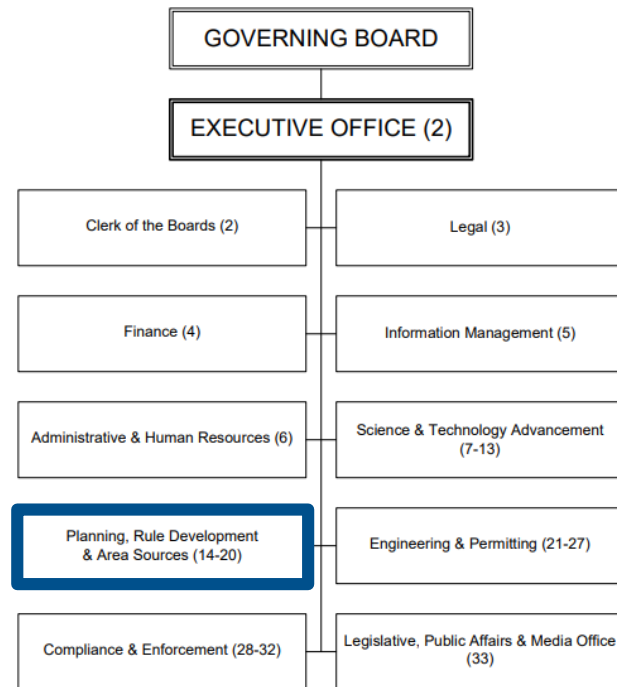 GOVERNING BOARD
EXECUTIVE OFFICE (2)
Clerk of the Boards (2)
Legal (3)
Finance (4)
Information Management (5)
Administrative & Human Resources (6)
Science & Technology Advancement
(7-13)
Planning, Rule Development
& Area Sources (14-20)
Engineering & Permitting (21-27)
Compliance & Enforcement (28-32)
Legislative, Public Affairs & Media Office
(33)